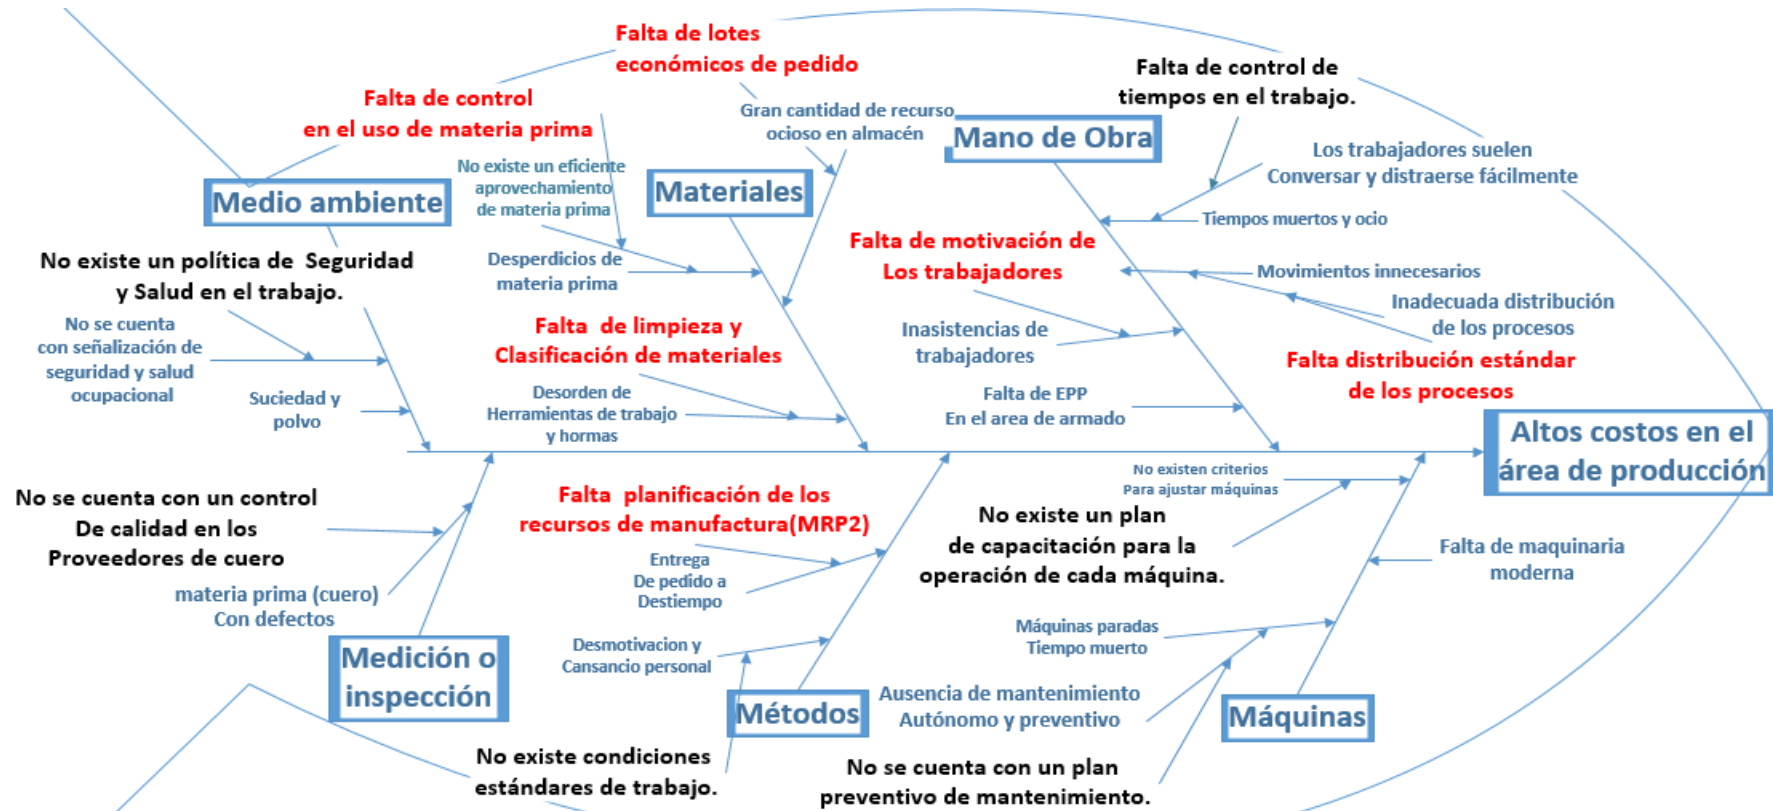 Falta de lotes
económicos de pedido
Falta de control de
tiempos en el trabajo.
Falta de control
en el uso de materia prima
Gran cantidad de recurso
ocioso en almacén
Mano de Obra
Los trabajadores suelen
Conversar y distraerse fácilmente
No existe un eficiente
aprovechamiento
de materia prima
Materiales
Medio ambiente
Tiempos muertos y ocio
Falta de motivación de
Los trabajadores
No existe un política de Seguridad
y Salud en el trabajo.
Desperdicios de
materia prima
Movimientos innecesarios
Inadecuada distribución
de los procesos
No se cuenta
con señalización de
seguridad y salud
ocupacional
Falta de limpieza y
Clasificación de materiales
Inasistencias de
trabajadores
Falta distribución estándar
de los procesos
Suciedad y
polvo
Desorden de
Herramientas de trabajo
y hormas
Falta de EPP
En el area de armado
Altos costos en el
área de producción
No se cuenta con un control
De calidad en los
Proveedores de cuero
Falta planificación de los
recursos de manufactura(MRP2)
No existen criterios
Para ajustar máquinas
No existe un plan
de capacitación para la
operación de cada máquina.
Entrega
De pedido a
Destiempo
Falta de maquinaria
moderna
materia prima (cuero)
Con defectos
Desmotivacion y
Cansancio personal
Máquinas paradas
Tiempo muerto
Medición o
inspección
Métodos
Ausencia de mantenimiento
Autónomo y preventivo
Máquinas
No existe condiciones
estándares de trabajo.
No se cuenta con un plan
preventivo de mantenimiento.